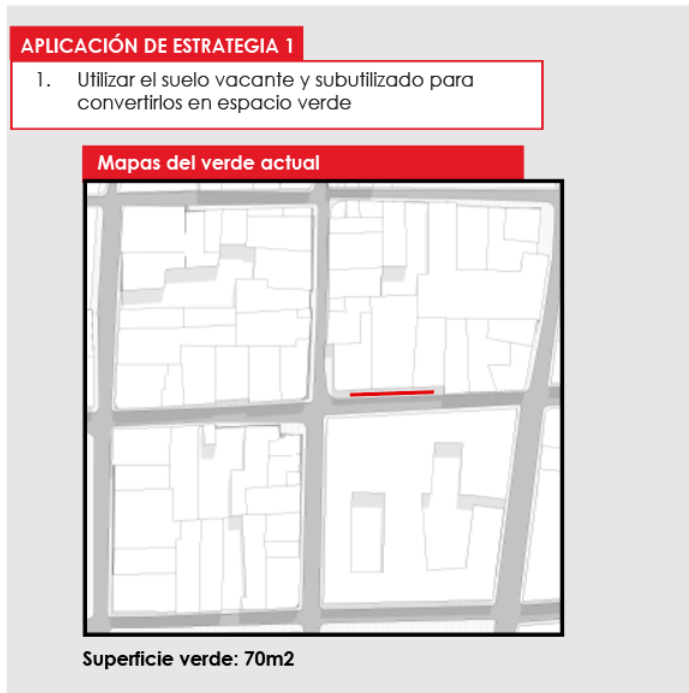 APLICACIÓN DE ESTRATEGIA 1
1. Utilizar el suelo vacante y subutilizado para
convertirlos en espacio verde
Mapas del verde actual
Superficie verde: 70m2